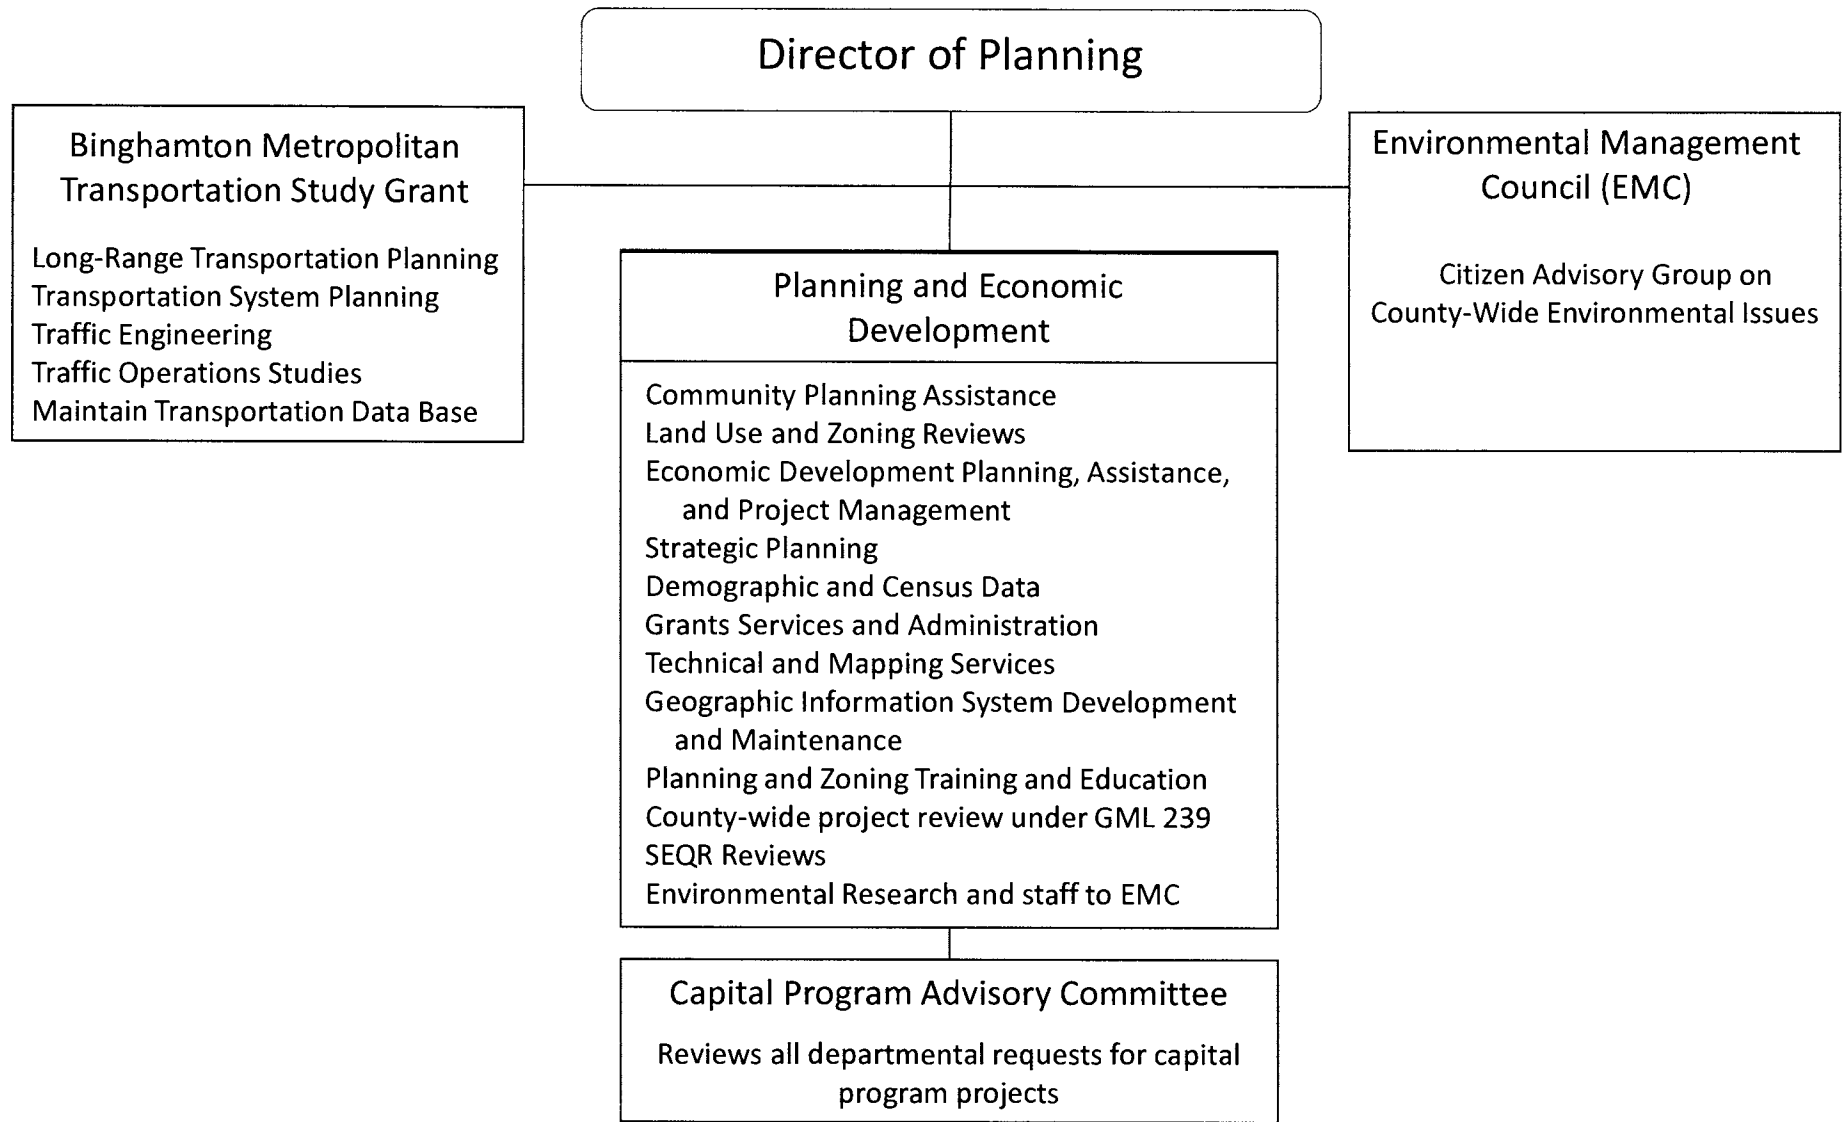 Director of Planning
Binghamton Metropolitan
Transportation Study Grant
Long-Range Transportation Planning
Transportation System Planning
Traffic Engineering
Traffic Operations Studies
Maintain Transportation Data Base
Environmental Management
Council (EMC)
Citizen Advisory Group on
County-Wide Environmental Issues
Planning and Economic
Development
Community Planning Assistance
Land Use and Zoning Reviews
Economic Development Planning, Assistance,
and Project Management
Strategic Planning
Demographic and Census Data
Grants Services and Administration
Technical and Mapping Services
Geographic Information System Development
and Maintenance
Planning and Zoning Training and Education
County-wide project review under GML 239
SEQR Reviews
Environmental Research and staff to EMC
Capital Program Advisory Committee
Reviews all departmental requests for capital
program projects